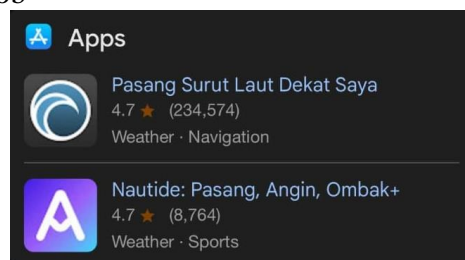 Apps
Pasang Surut Laut Dekat Saya
4.7 ★ (234,574)
Weather · Navigation
Nautide: Pasang, Angin, Ombak+
4.7 ★ (8,764)
Weather · Sports